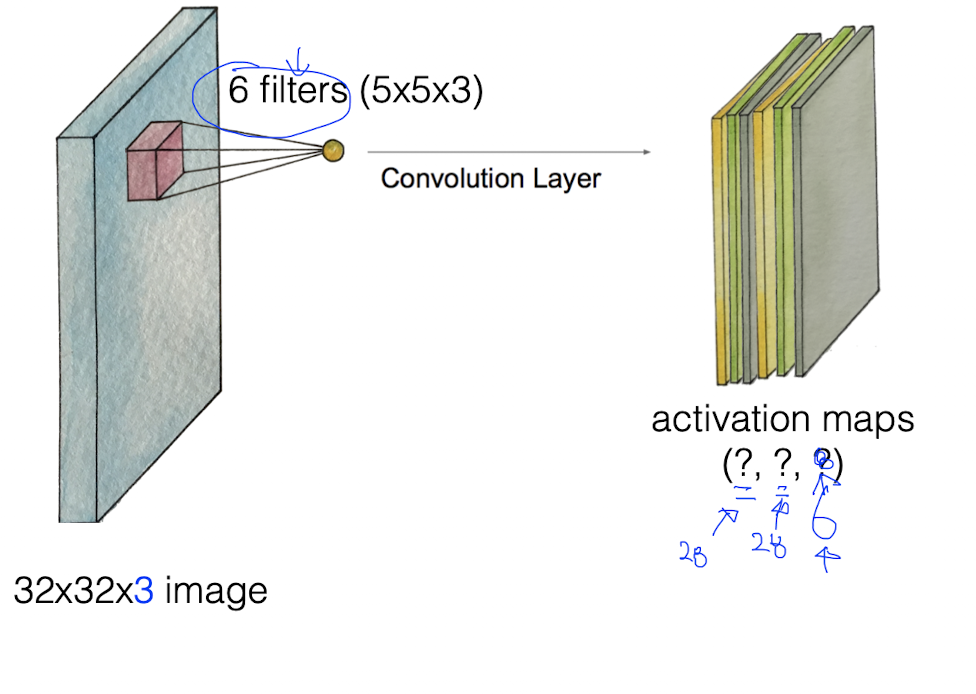 6 filters (5x5x3)
Convolution Layer
activation maps
(?, ?, ?)
28 28 6
32x32x3 image